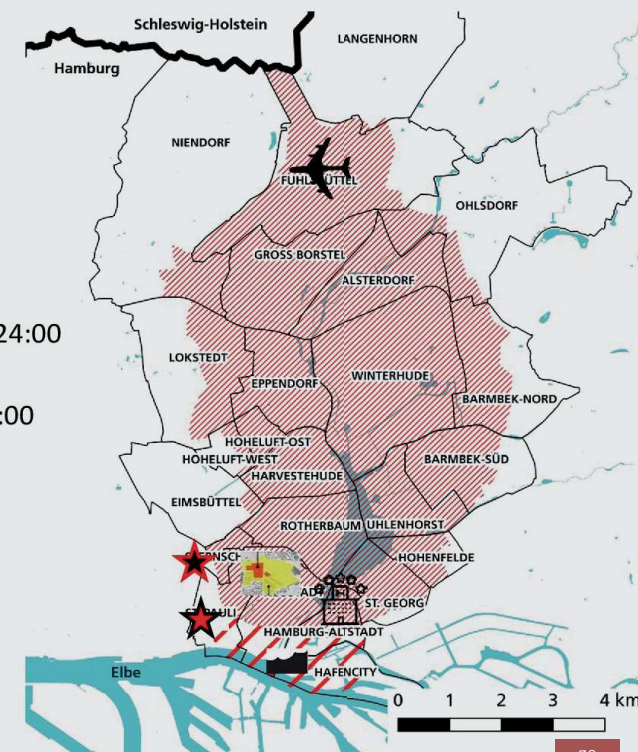 Schleswig-Holstein
LANGENHORN
Hamburg
NIENDORF
OHLSDORF
GROSS BORSTEL
ALSTERDORF
24:00
LOKSTEDT
WINTERHUDE
EPPENDORF
BARMBEK-NORD
:00
HOHELUFT-OST
HOHELUFT-WEST
BARMBEK-SÜD
HARVESTEHUDE
EIMSBÜTTEL
ROTHERBAUM
UHLENHORST
HOHENFELDE
ST. GEORG
HAMBURG-ALTSTADT
Elbe
HAFENCITY
0 1 2 3 4 km